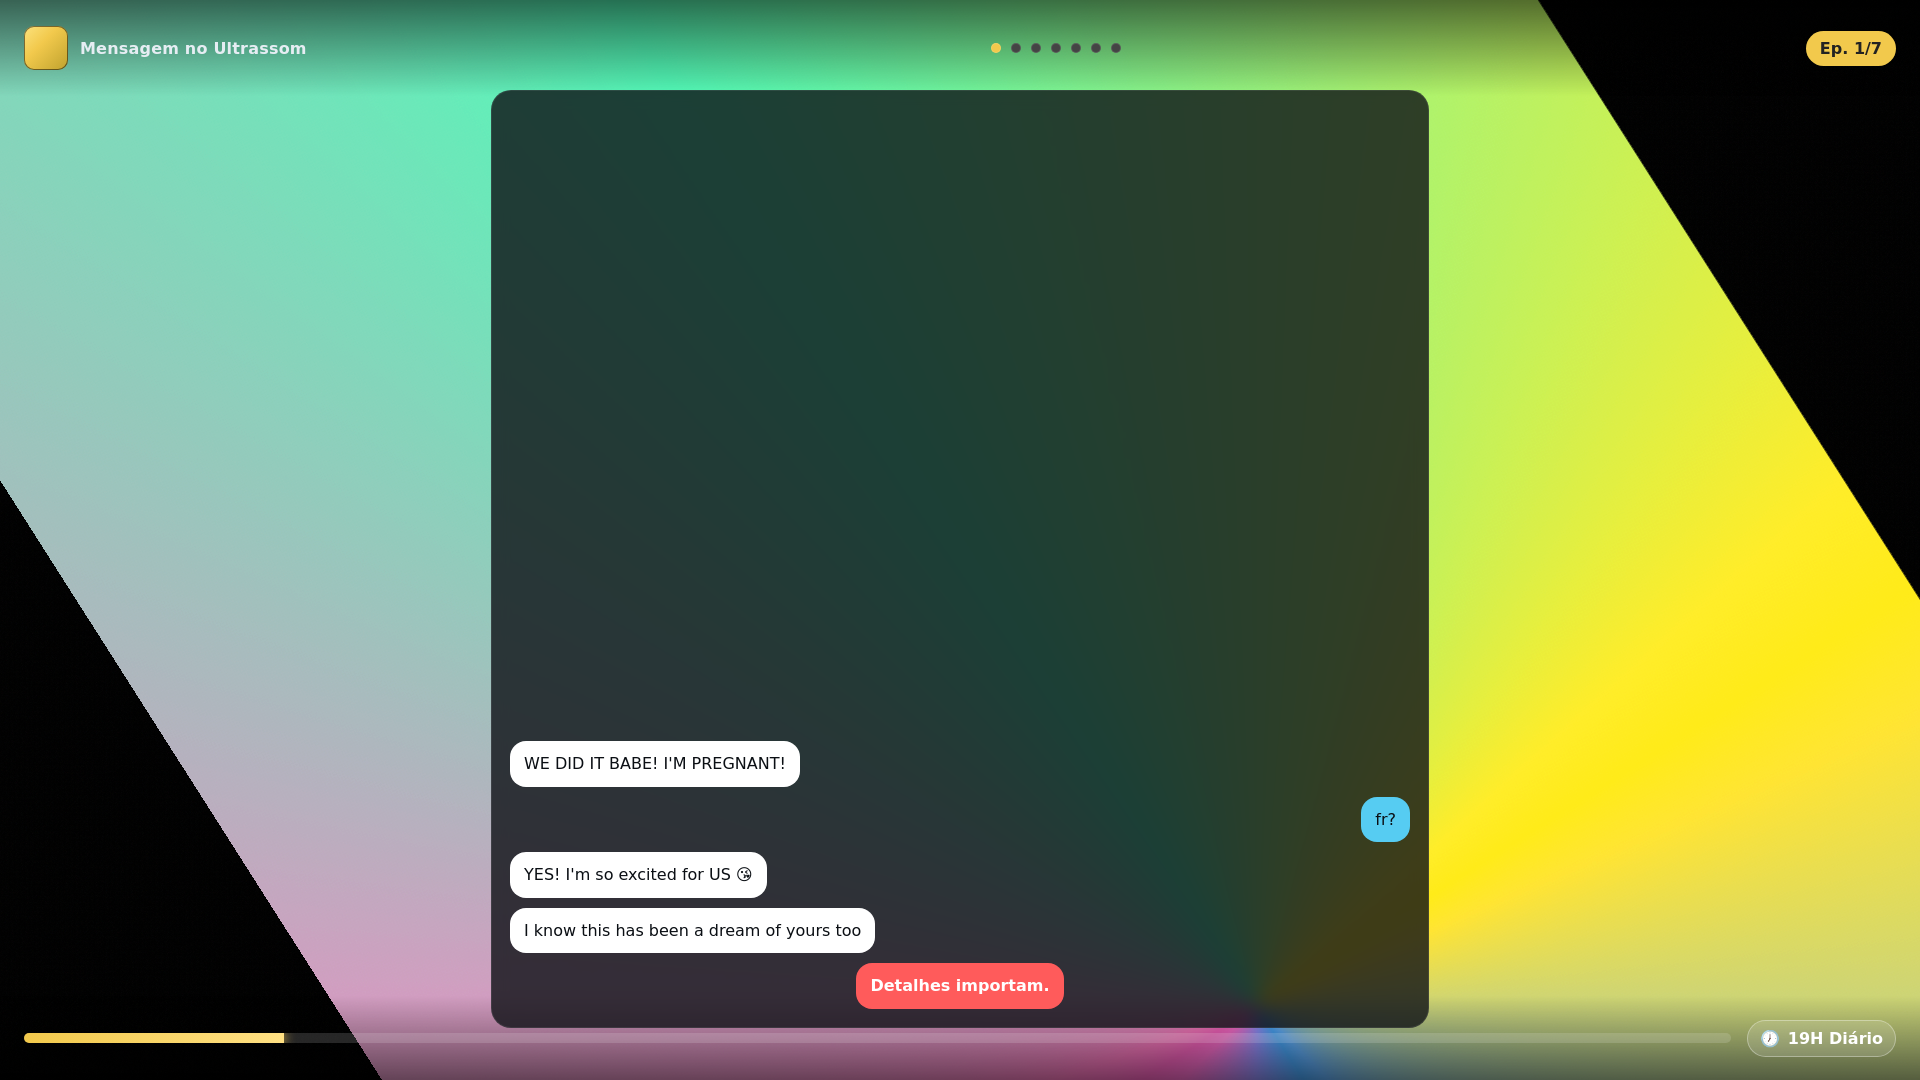 Mensagem no Ultrassom
Ep. 1/7
WE DID IT BABE! I'M PREGNANT!
fr?
YES! I'm so excited for US 😘
I know this has been a dream of yours too
Detalhes importam.
🕖 19H Diário